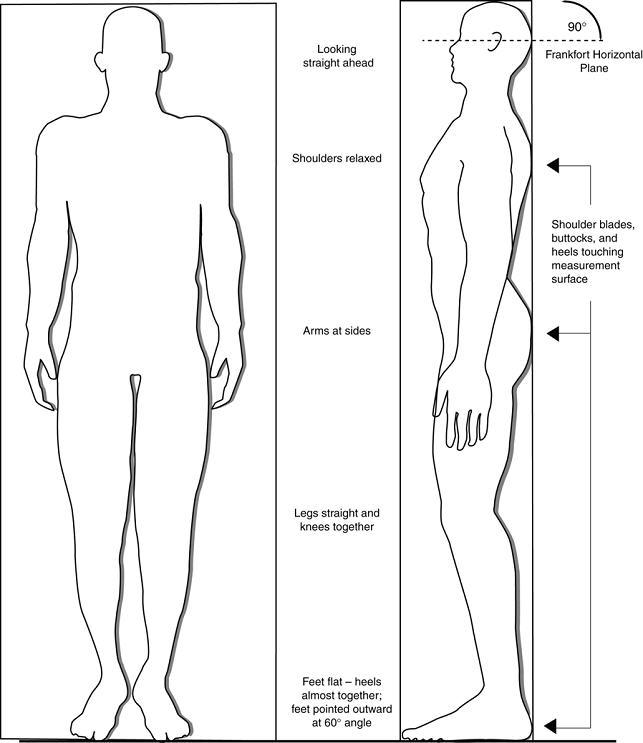 Looking
straight ahead
90°
Frankfort Horizontal
Plane
Shoulders relaxed
Shoulder blades,
buttocks, and
heels touching
measurement
surface
Arms at sides
Legs straight and
knees together
Feet flat – heels
almost together;
feet pointed outward
at 60° angle